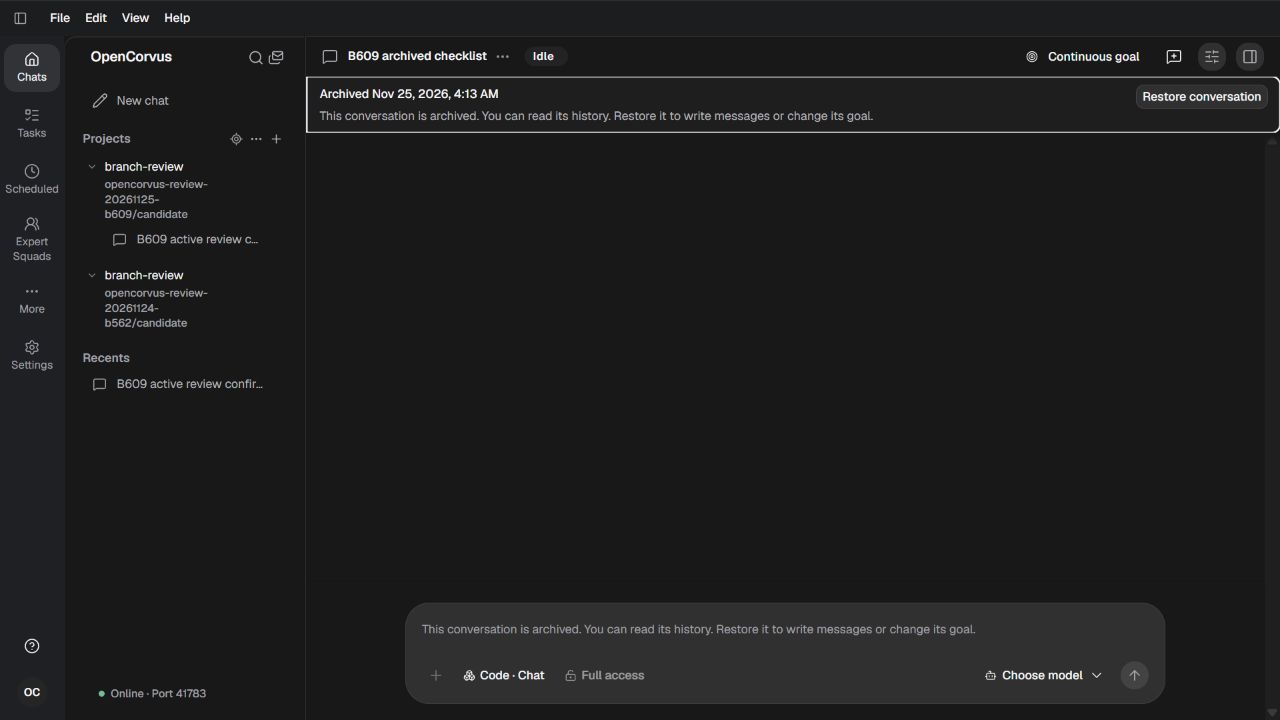 File Edit View Help
Chats
Tasks
Scheduled
Expert
Squads
More
Settings
OC
OpenCorvus
New chat
Projects
branch-review
opencorvus-review-
20261125-
b609/candidate
B609 active review c...
branch-review
opencorvus-review-
20261124-
b562/candidate
Recents
B609 active review confir...
Online · Port 41783
B609 archived checklist ... Idle
Continuous goal
Archived Nov 25, 2026, 4:13 AM
Restore conversation
This conversation is archived. You can read its history. Restore it to write messages or change its goal.
This conversation is archived. You can read its history. Restore it to write messages or change its goal.
Code · Chat
Full access
Choose model